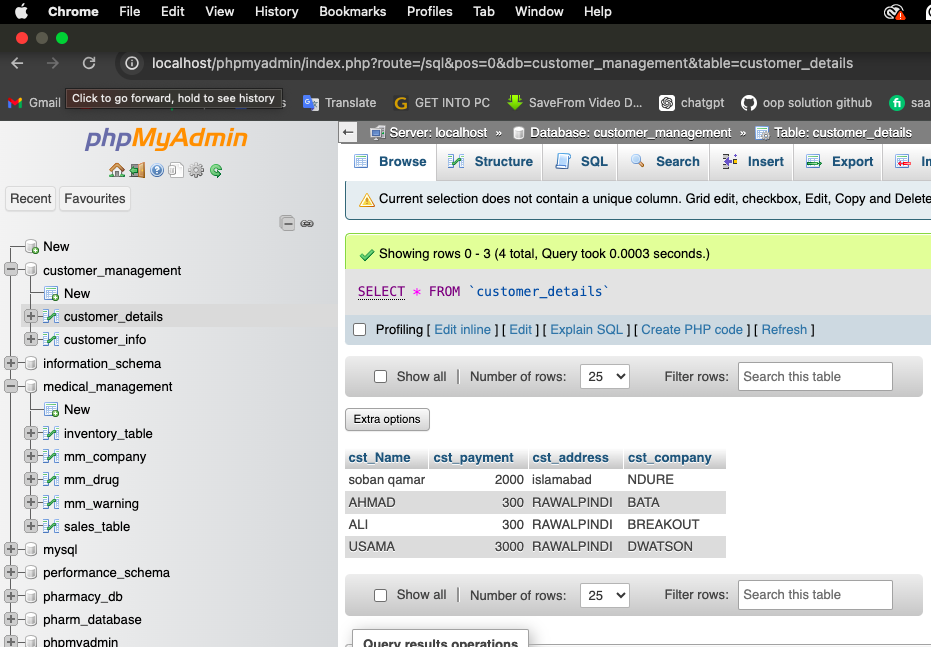 Chrome File Edit View History Bookmarks Profiles Tab Window Help
localhost/phpmyadmin/index.php?route=/sql&pos=0&db=customer_management&table=customer_details
Gmail Translate GET INTO PC SaveFrom Video D... chatgpt oop solution github saa
Click to go forward, hold to see history
phpMyAdmin
Recent Favourites
New
customer_management
New
customer_details
customer_info
information_schema
medical_management
New
inventory_table
mm_company
mm_drug
mm_warning
sales_table
mysql
performance_schema
pharmacy_db
pharm_database
phpmyadmin
Server: localhost » Database: customer_management » Table: customer_details
Browse Structure SQL Search Insert Export Im
Current selection does not contain a unique column. Grid edit, checkbox, Edit, Copy and Delete
Showing rows 0 - 3 (4 total, Query took 0.0003 seconds.)
SELECT * FROM `customer_details`
Profiling [ Edit inline ] [ Edit ] [ Explain SQL ] [ Create PHP code ] [ Refresh ]
Show all | Number of rows: 25 Filter rows: Search this table
Extra options
cst_Name cst_payment cst_address cst_company
soban qamar 2000 islamabad NDURE
AHMAD 300 RAWALPINDI BATA
ALI 300 RAWALPINDI BREAKOUT
USAMA 3000 RAWALPINDI DWATSON
Show all | Number of rows: 25 Filter rows: Search this table
Query results operations